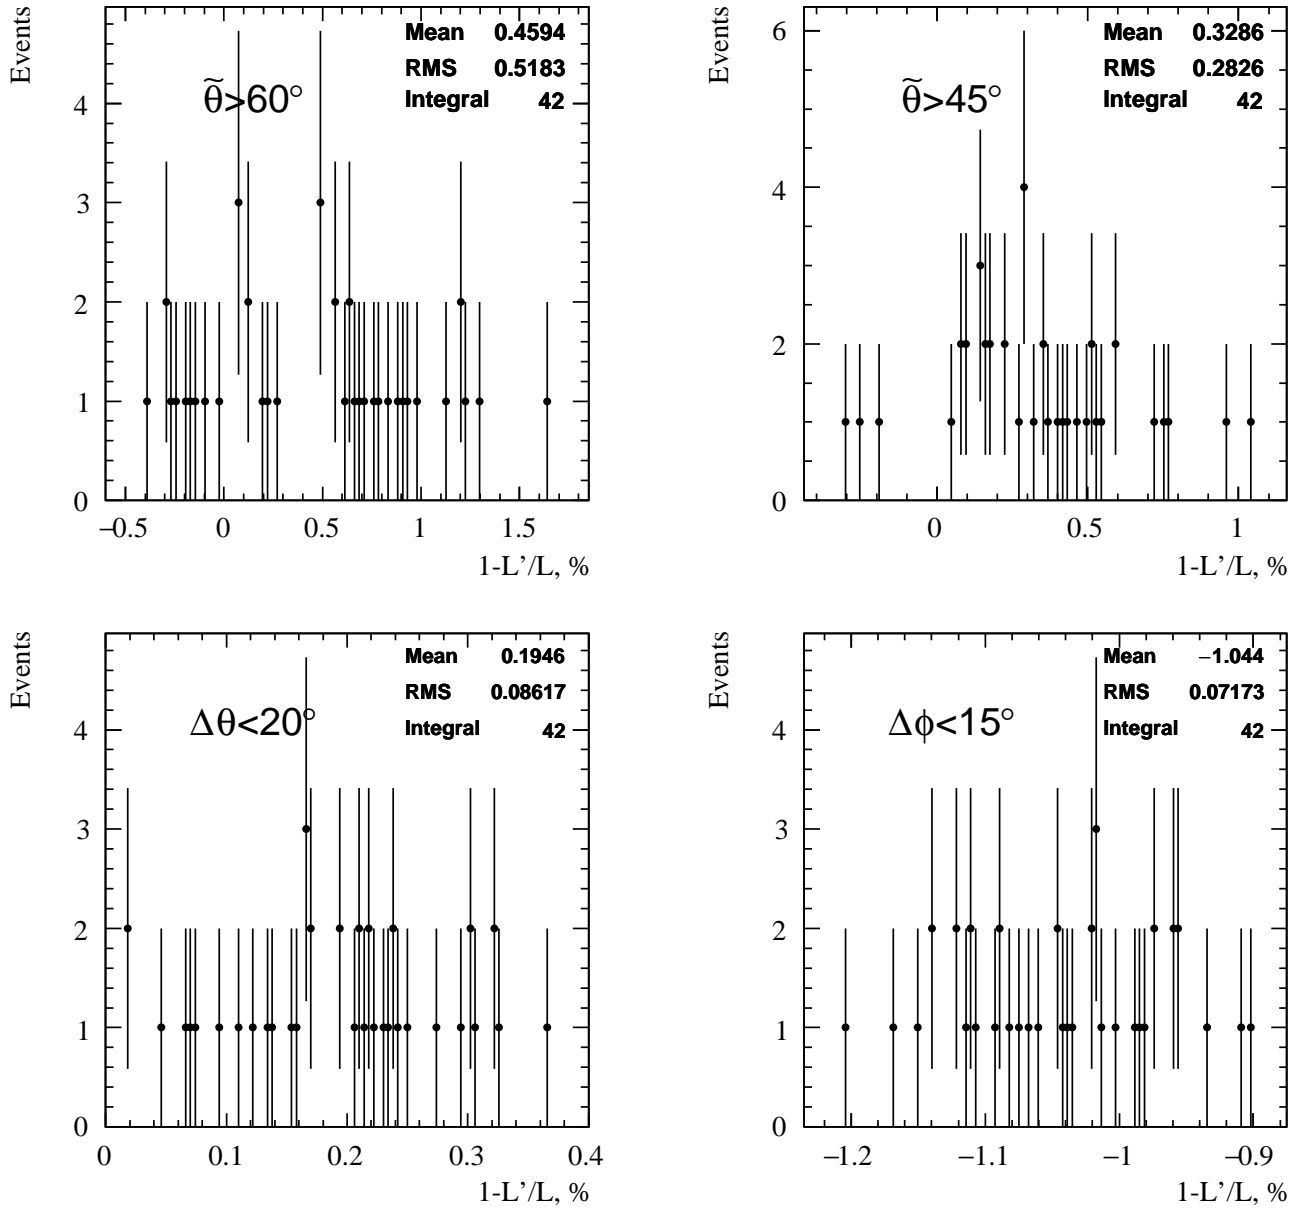 Events
Mean 0.4594
RMS 0.5183
Integral 42
θ̃>60°
4
3
2
1
0
−0.5 0 0.5 1 1.5
1-L’/L, %
Events
Mean 0.3286
RMS 0.2826
Integral 42
θ̃>45°
6
4
2
0
0 0.5 1
1-L’/L, %
Events
Mean 0.1946
RMS 0.08617
Integral 42
Δθ<20°
4
3
2
1
0
0 0.1 0.2 0.3 0.4
1-L’/L, %
Events
Mean −1.044
RMS 0.07173
Integral 42
Δϕ<15°
4
3
2
1
0
−1.2 −1.1 −1 −0.9
1-L’/L, %